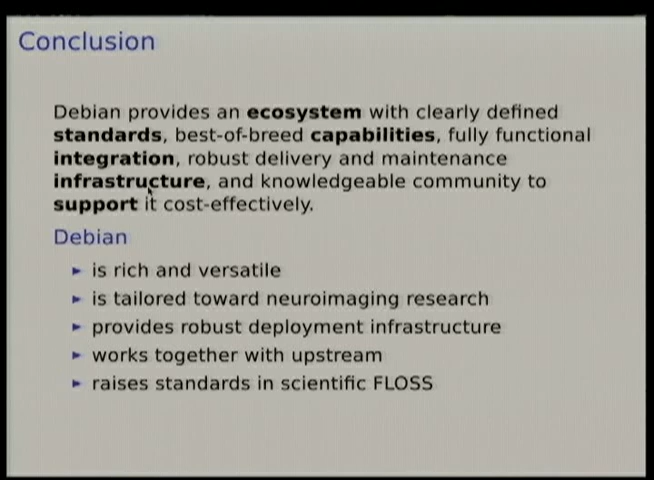 Conclusion
Debian provides an ecosystem with clearly defined
standards, best-of-breed capabilities, fully functional
integration, robust delivery and maintenance
infrastructure, and knowledgeable community to
support it cost-effectively.
Debian
► is rich and versatile
► is tailored toward neuroimaging research
► provides robust deployment infrastructure
► works together with upstream
► raises standards in scientific FLOSS